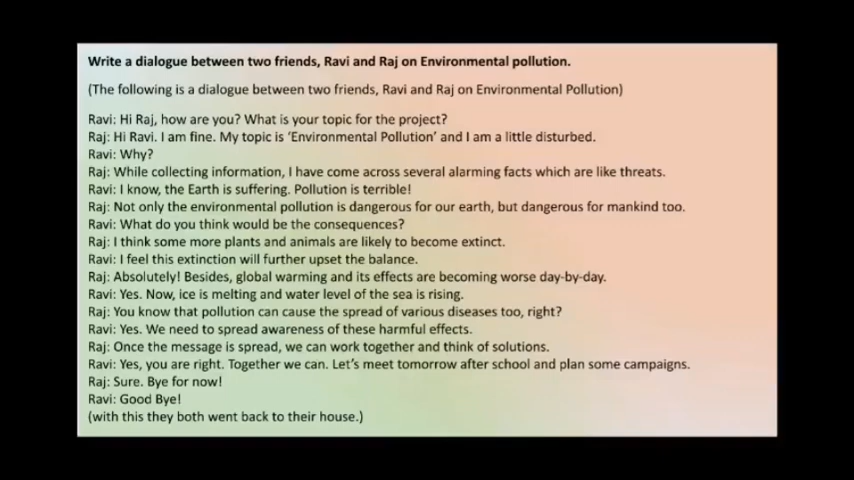 Write a dialogue between two friends, Ravi and Raj on Environmental pollution.
(The following is a dialogue between two friends, Ravi and Raj on Environmental Pollution)
Ravi: Hi Raj, how are you? What is your topic for the project?
Raj: Hi Ravi. I am fine. My topic is ‘Environmental Pollution’ and I am a little disturbed.
Ravi: Why?
Raj: While collecting information, I have come across several alarming facts which are like threats.
Ravi: I know, the Earth is suffering. Pollution is terrible!
Raj: Not only the environmental pollution is dangerous for our earth, but dangerous for mankind too.
Ravi: What do you think would be the consequences?
Raj: I think some more plants and animals are likely to become extinct.
Ravi: I feel this extinction will further upset the balance.
Raj: Absolutely! Besides, global warming and its effects are becoming worse day-by-day.
Ravi: Yes. Now, ice is melting and water level of the sea is rising.
Raj: You know that pollution can cause the spread of various diseases too, right?
Ravi: Yes. We need to spread awareness of these harmful effects.
Raj: Once the message is spread, we can work together and think of solutions.
Ravi: Yes, you are right. Together we can. Let’s meet tomorrow after school and plan some campaigns.
Raj: Sure. Bye for now!
Ravi: Good Bye!
(with this they both went back to their house.)